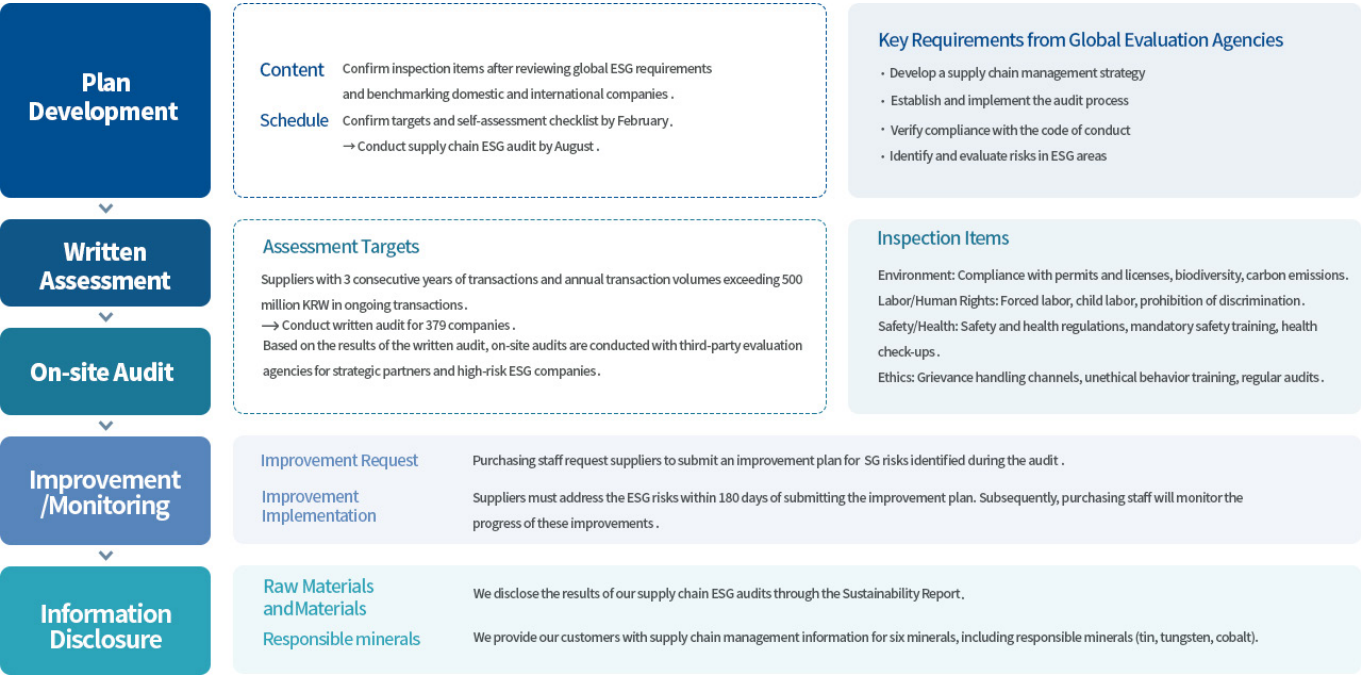 Plan
Development
Content Confirm inspection items after reviewing global ESG requirements
and benchmarking domestic and international companies .
Schedule Confirm targets and self-assessment checklist by February.
→ Conduct supply chain ESG audit by August .
Key Requirements from Global Evaluation Agencies
· Develop a supply chain management strategy
· Establish and implement the audit process
· Verify compliance with the code of conduct
· Identify and evaluate risks in ESG areas
Written
Assessment
On-site Audit
Assessment Targets
Suppliers with 3 consecutive years of transactions and annual transaction volumes exceeding 500
million KRW in ongoing transactions .
→ Conduct written audit for 379 companies .
Based on the results of the written audit, on-site audits are conducted with third-party evaluation
agencies for strategic partners and high-risk ESG companies .
Inspection Items
Environment: Compliance with permits and licenses, biodiversity, carbon emissions.
Labor/Human Rights: Forced labor, child labor, prohibition of discrimination .
Safety/Health: Safety and health regulations, mandatory safety training, health
check-ups .
Ethics: Grievance handling channels, unethical behavior training, regular audits .
Improvement
/Monitoring
Improvement Request Purchasing staff request suppliers to submit an improvement plan for SG risks identified during the audit .
Improvement
Implementation
Suppliers must address the ESG risks within 180 days of submitting the improvement plan. Subsequently, purchasing staff will monitor the
progress of these improvements .
Information
Disclosure
Raw Materials
andMaterials
We disclose the results of our supply chain ESG audits through the Sustainability Report .
Responsible minerals We provide our customers with supply chain management information for six minerals, including responsible minerals (tin, tungsten, cobalt).